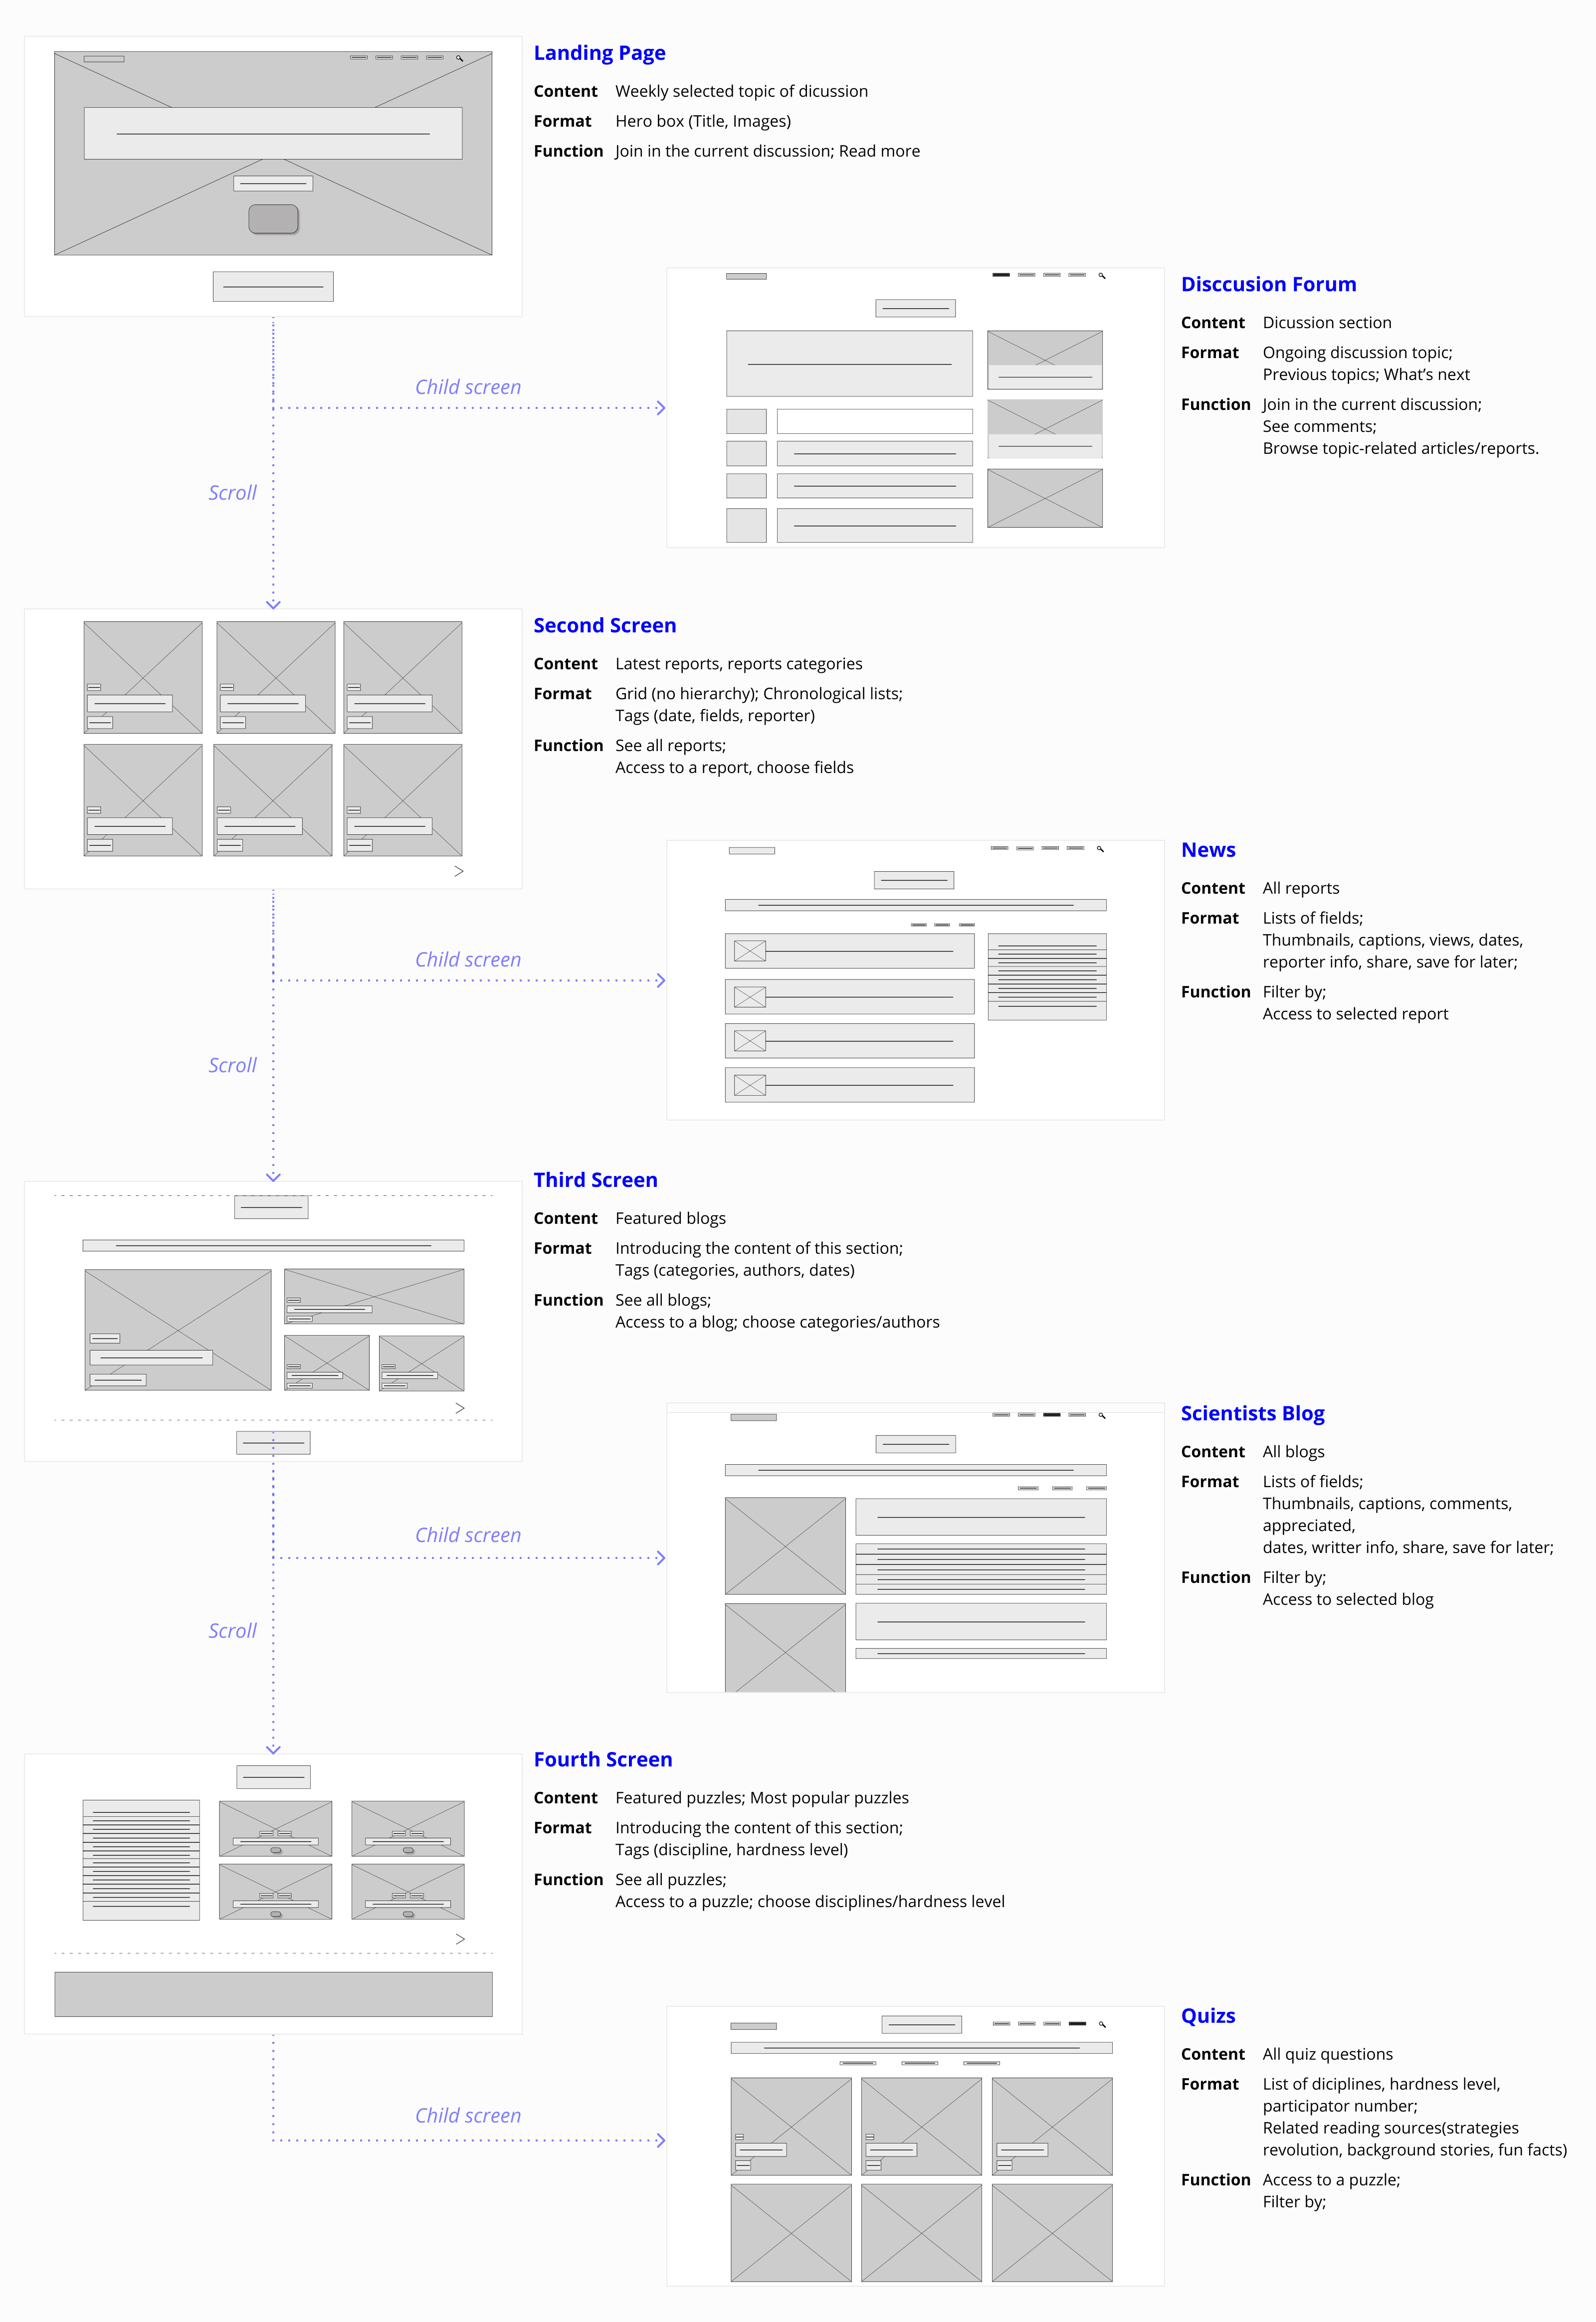 Landing Page
Content Weekly selected topic of dicussion
Format Hero box (Title, Images)
Function Join in the current discussion; Read more
Child screen
Scroll
Disccusion Forum
Content Dicussion section
Format Ongoing discussion topic;
Previous topics; What’s next
Function Join in the current discussion;
See comments;
Browse topic-related articles/reports.
Second Screen
Content Latest reports, reports categories
Format Grid (no hierarchy); Chronological lists;
Tags (date, fields, reporter)
Function See all reports;
Access to a report, choose fields
Child screen
Scroll
News
Content All reports
Format Lists of fields;
Thumbnails, captions, views, dates,
reporter info, share, save for later;
Function Filter by;
Access to selected report
Third Screen
Content Featured blogs
Format Introducing the content of this section;
Tags (categories, authors, dates)
Function See all blogs;
Access to a blog; choose categories/authors
Child screen
Scroll
Scientists Blog
Content All blogs
Format Lists of fields;
Thumbnails, captions, comments,
appreciated,
dates, writter info, share, save for later;
Function Filter by;
Access to selected blog
Fourth Screen
Content Featured puzzles; Most popular puzzles
Format Introducing the content of this section;
Tags (discipline, hardness level)
Function See all puzzles;
Access to a puzzle; choose disciplines/hardness level
Child screen
Quizs
Content All quiz questions
Format List of diciplines, hardness level,
participator number;
Related reading sources(strategies
revolution, background stories, fun facts)
Function Access to a puzzle;
Filter by;